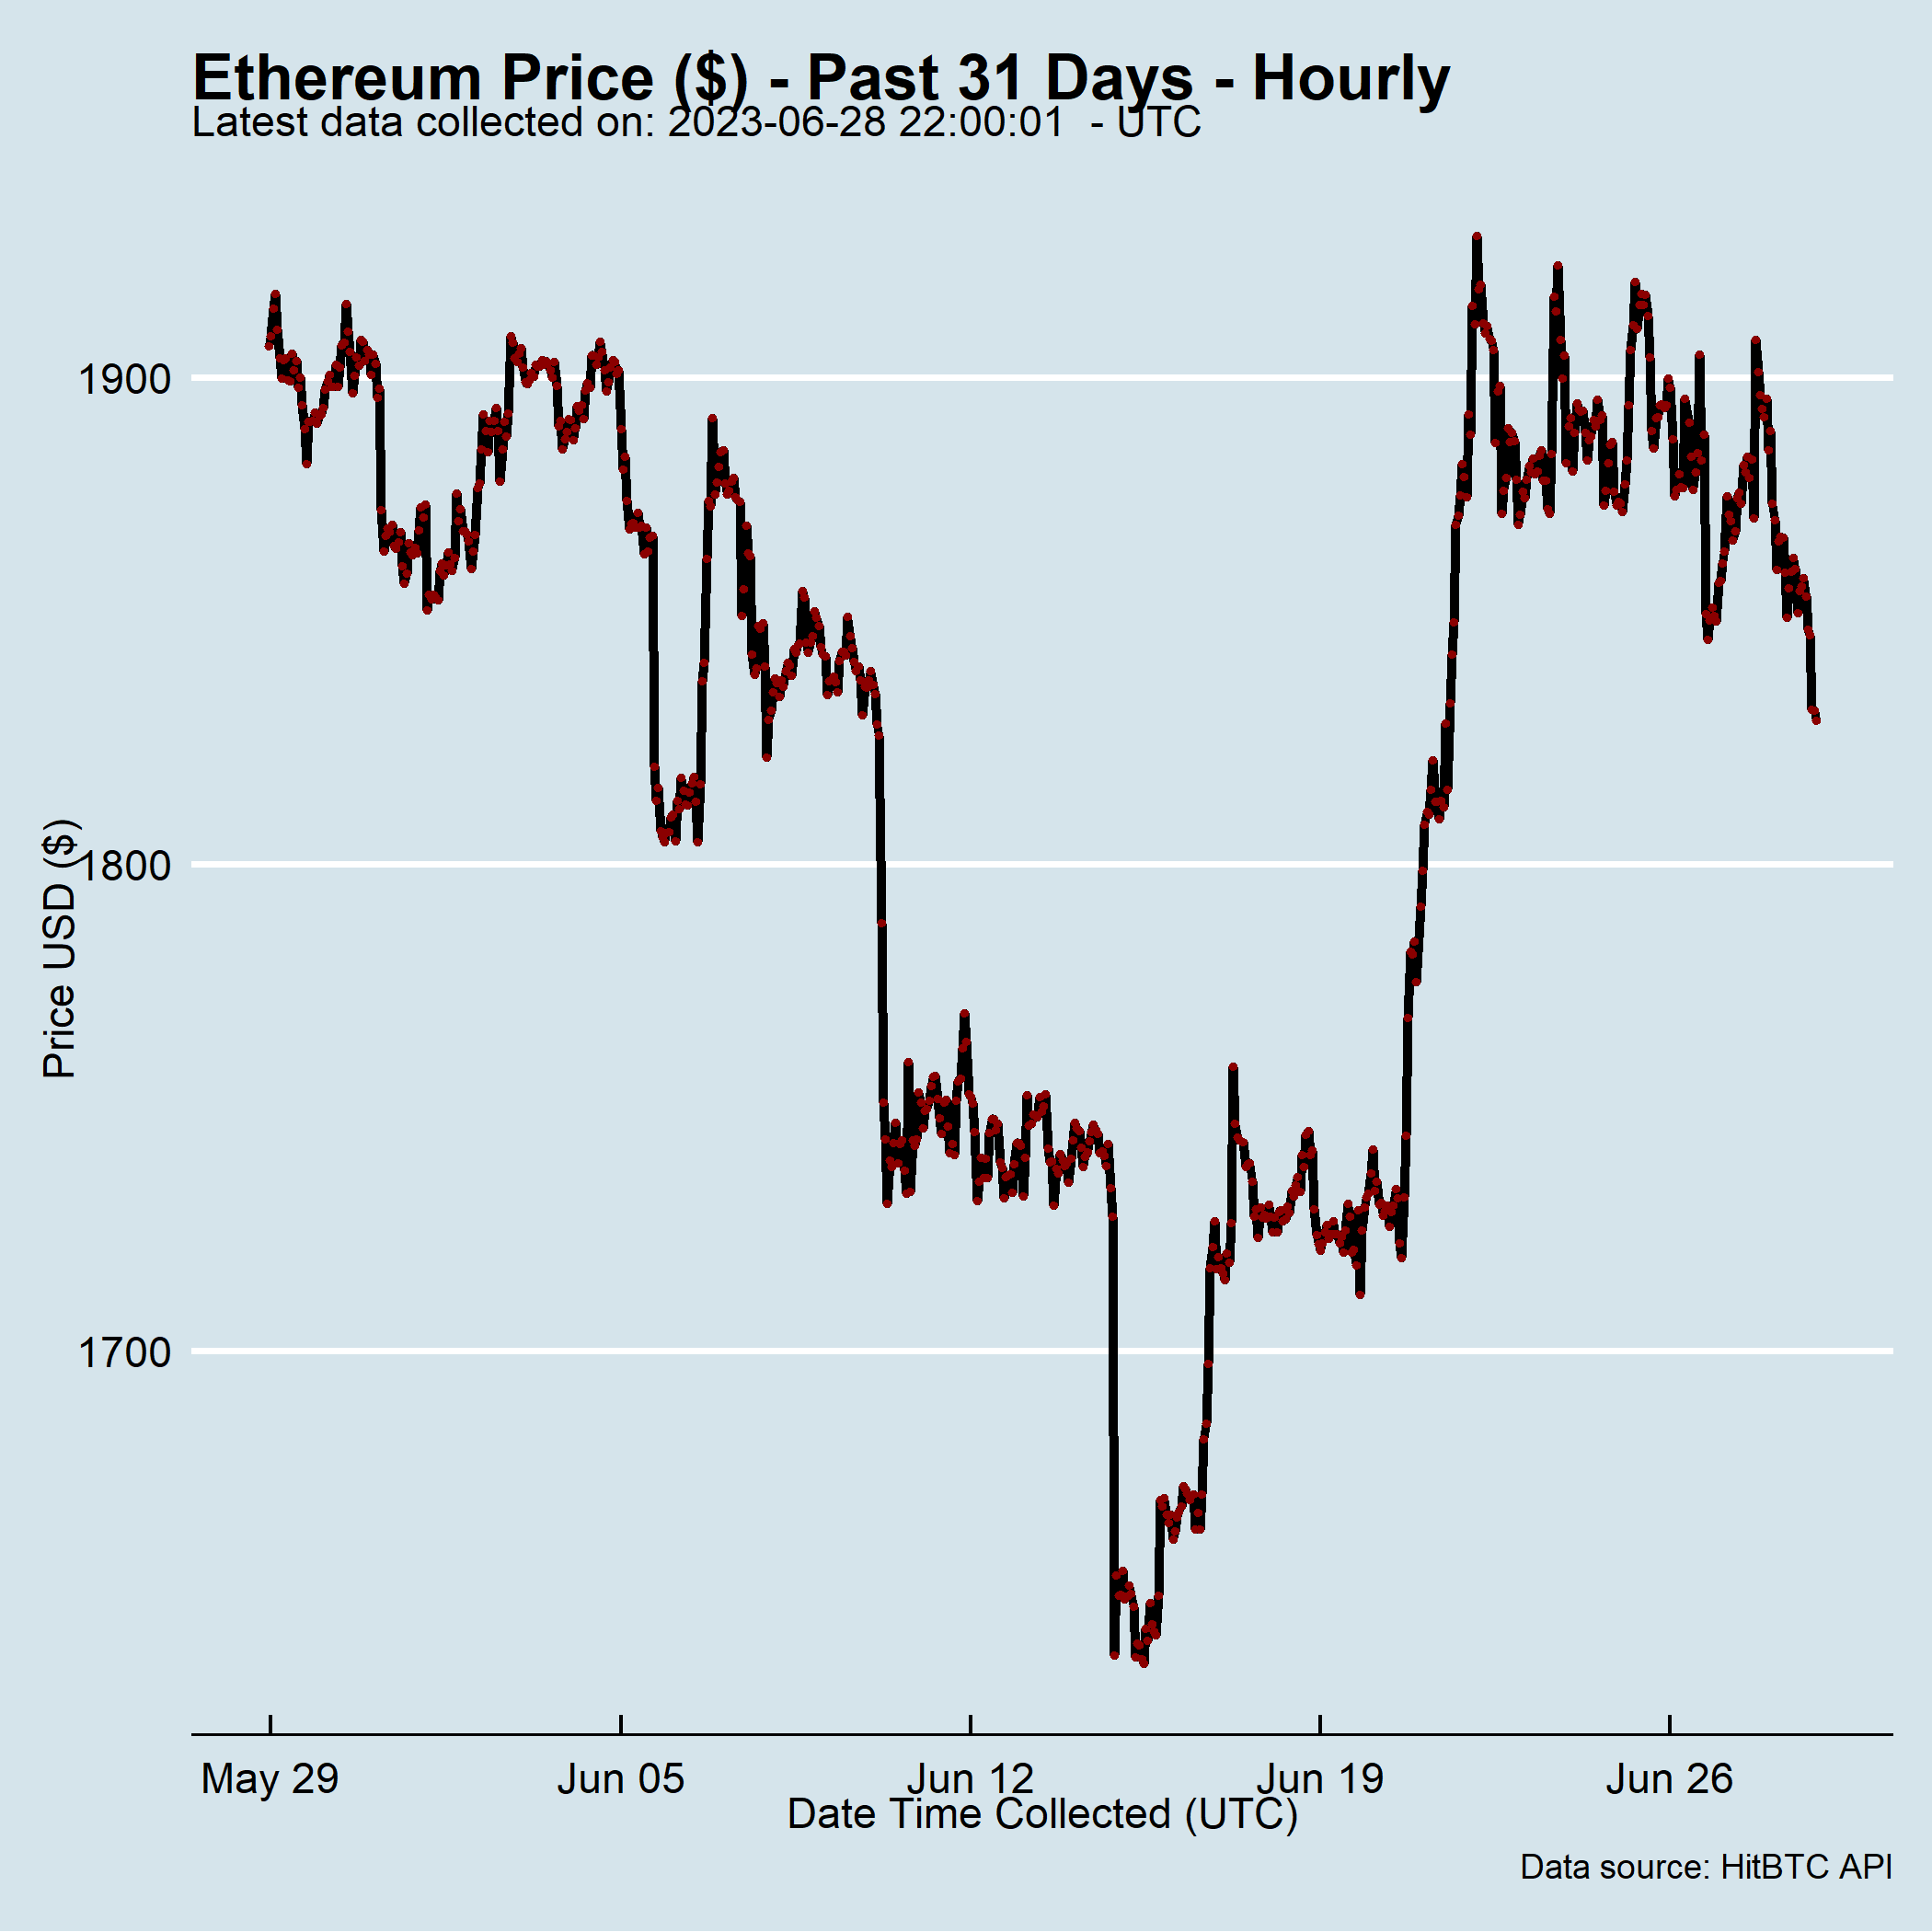 Ethereum Price ($) - Past 31 Days - Hourly
Latest data collected on: 2023-06-28 22:00:01  - UTC
Price USD ($)
1900
1800
1700
May 29
Jun 05
Jun 12
Jun 19
Jun 26
Date Time Collected (UTC)
Data source: HitBTC API